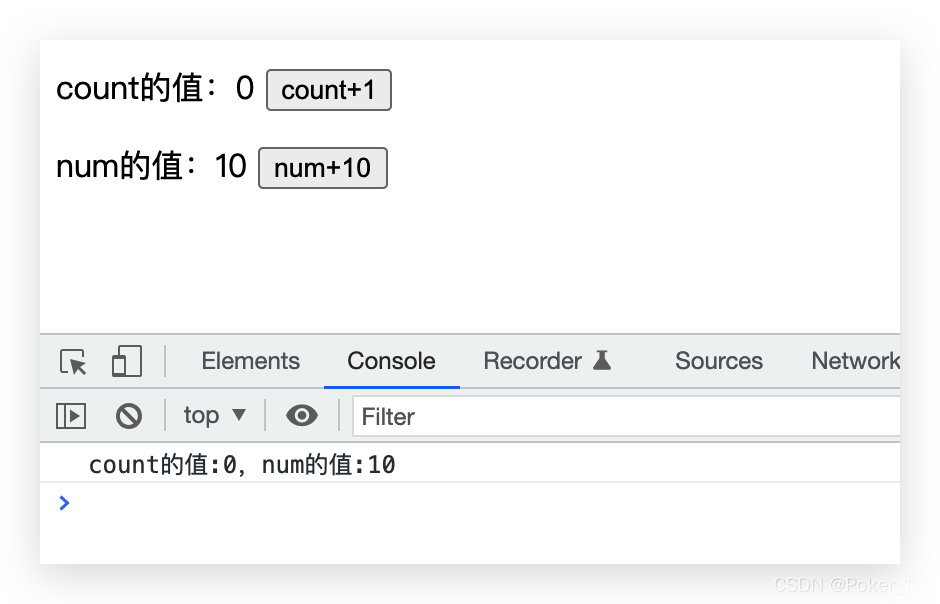 count的值：0 count+1
num的值：10 num+10
Elements Console Recorder Sources Network
top Filter
count的值:0，num的值:10
CSDN @Poker_